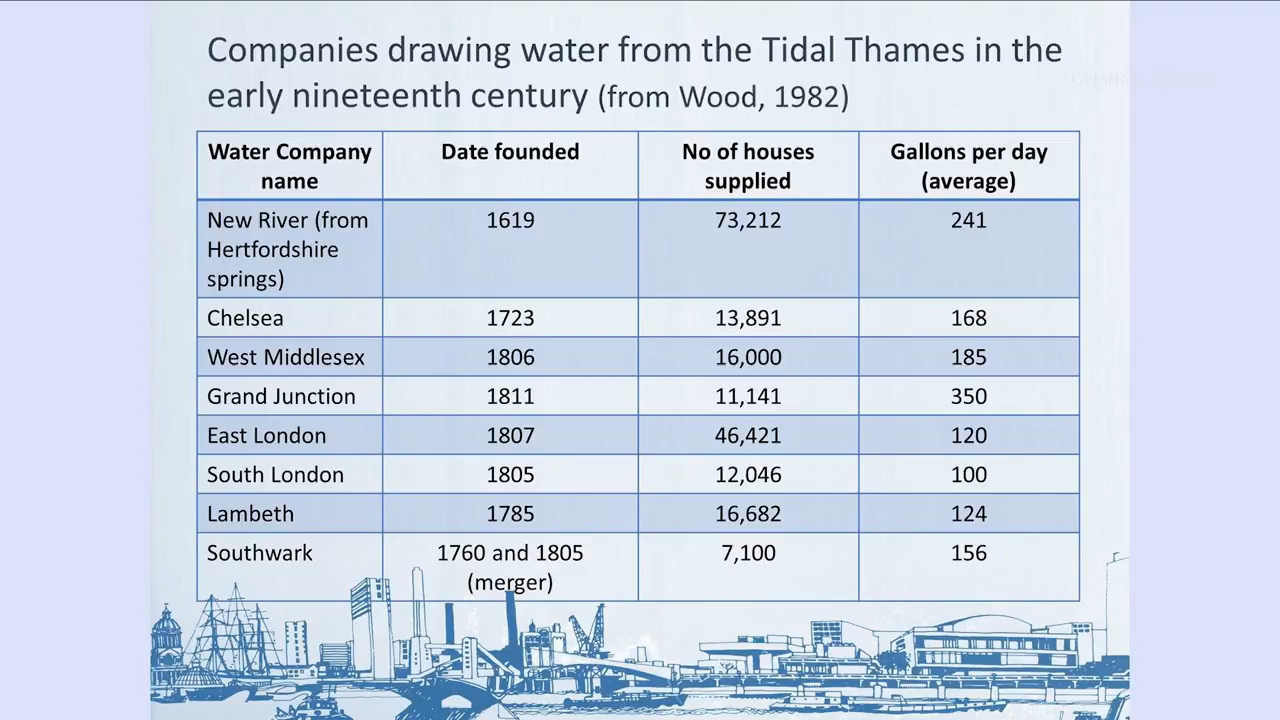 Companies drawing water from the Tidal Thames in the
early nineteenth century (from Wood, 1982)
Water Company name Date founded No of houses supplied Gallons per day (average)
New River (from Hertfordshire springs) 1619 73,212 241
Chelsea 1723 13,891 168
West Middlesex 1806 16,000 185
Grand Junction 1811 11,141 350
East London 1807 46,421 120
South London 1805 12,046 100
Lambeth 1785 16,682 124
Southwark 1760 and 1805 (merger) 7,100 156